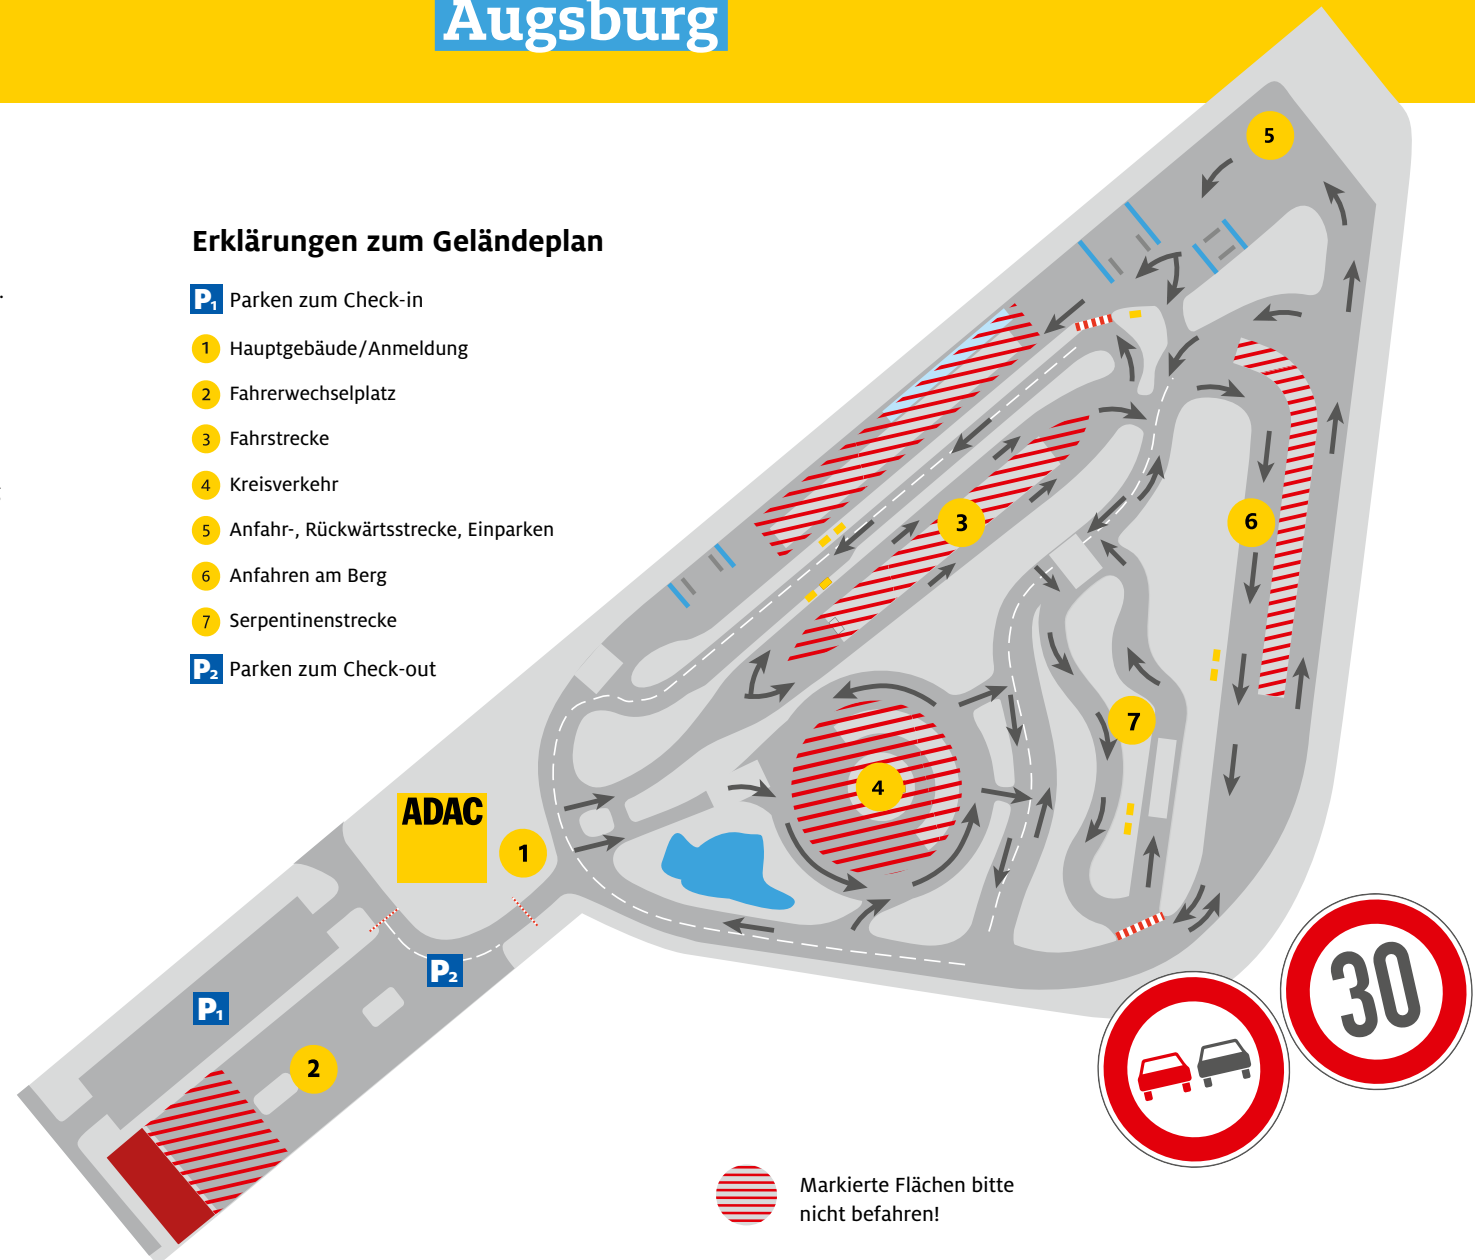 Augsburg
Erklärungen zum Geländeplan
P1 Parken zum Check-in
1 Hauptgebäude/Anmeldung
2 Fahrerwechselplatz
3 Fahrstrecke
4 Kreisverkehr
5 Anfahr-, Rückwärtsstrecke, Einparken
6 Anfahren am Berg
7 Serpentinenstrecke
P2 Parken zum Check-out
5
3
6
7
4
ADAC
1
P2
P1
2
30
Markierte Flächen bitte
nicht befahren!